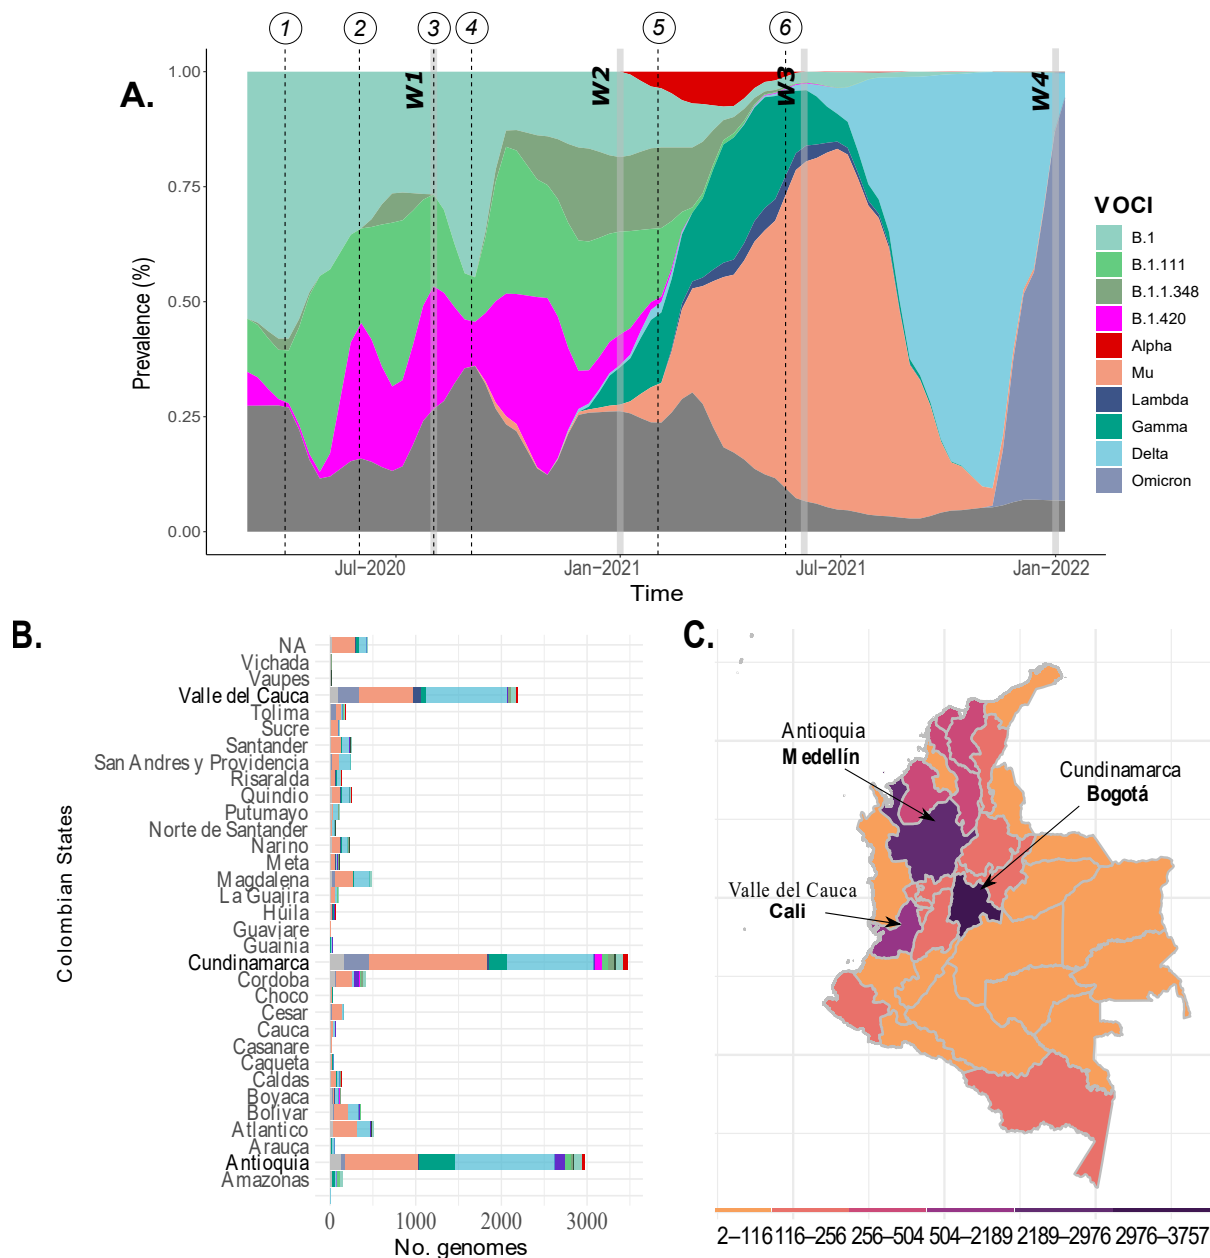 1 2 3 4 5 6
A.
1.00
0.75
0.50
0.25
0.00
Prevalence (%)
W1
W2
W3
W4
Jul–2020 Jan–2021 Jul–2021 Jan–2022
Time
VOCI
B.1
B.1.111
B.1.1.348
B.1.420
Alpha
Mu
Lambda
Gamma
Delta
Omicron
B.
Colombian States
NA
Vichada
Vaupes
Valle del Cauca
Tolima
Sucre
Santander
San Andres y Providencia
Risaralda
Quindio
Putumayo
Norte de Santander
Narino
Meta
Magdalena
La Guajira
Huila
Guaviare
Guainia
Cundinamarca
Cordoba
Choco
Cesar
Cauca
Casanare
Caqueta
Caldas
Boyaca
Bolivar
Atlantico
Arauca
Antioquia
Amazonas
0 1000 2000 3000
No. genomes
C.
Antioquia
Medellín
Cundinamarca
Bogotá
Valle del Cauca
Cali
2–116 116–256 256–504 504–2189 2189–2976 2976–3757